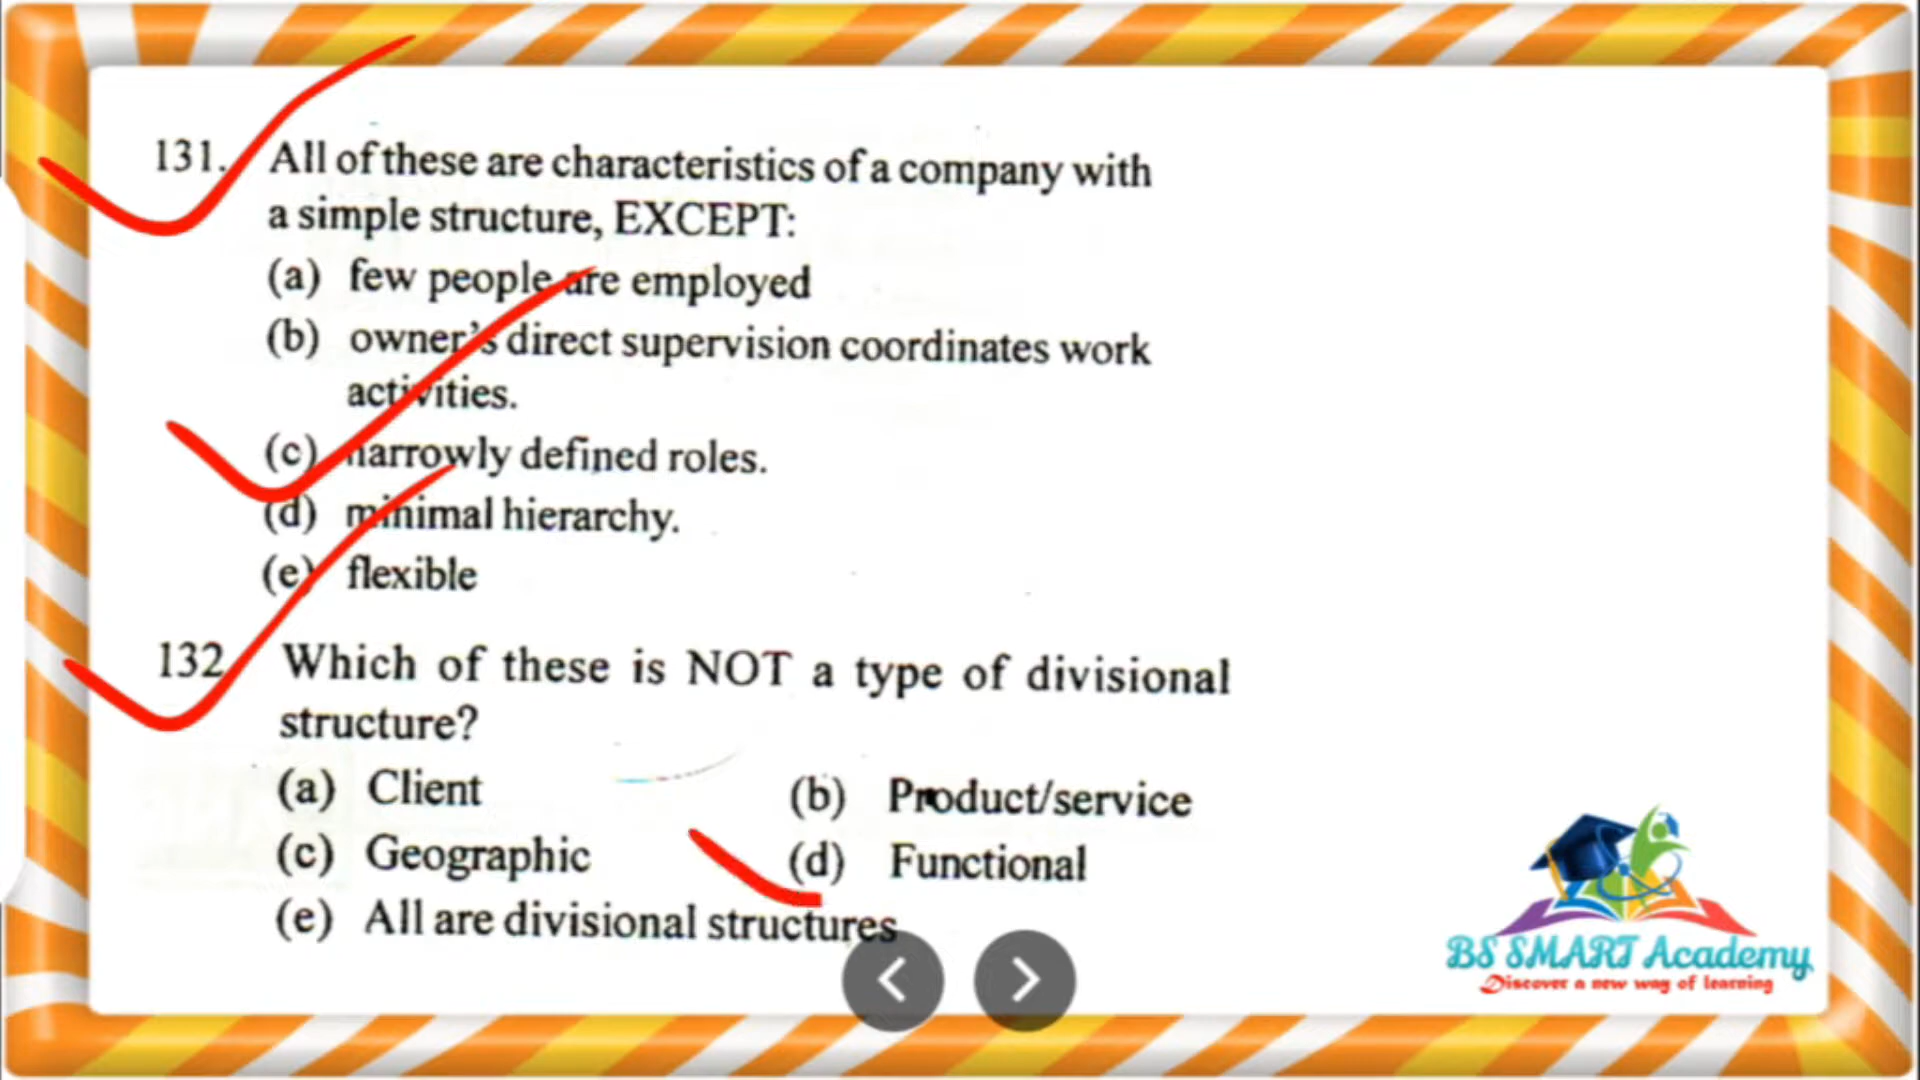 131. All of these are characteristics of a company with
a simple structure, EXCEPT:
(a) few people are employed
(b) owner's direct supervision coordinates work
activities.
(c) narrowly defined roles.
(d) minimal hierarchy.
(e) flexible
132. Which of these is NOT a type of divisional
structure?
(a) Client (b) Product/service
(c) Geographic (d) Functional
(e) All are divisional structures
BS SMART Academy
Discover a new way of learning